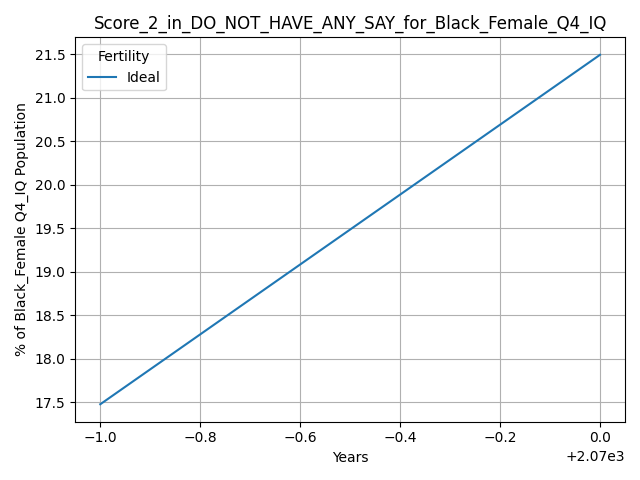 Score_2_in_DO_NOT_HAVE_ANY_SAY_for_Black_Female_Q4_IQ
Fertility
Ideal
% of Black_Female Q4_IQ Population
21.5
21.0
20.5
20.0
19.5
19.0
18.5
18.0
17.5
−1.0 −0.8 −0.6 −0.4 −0.2 0.0
+2.07e3
Years